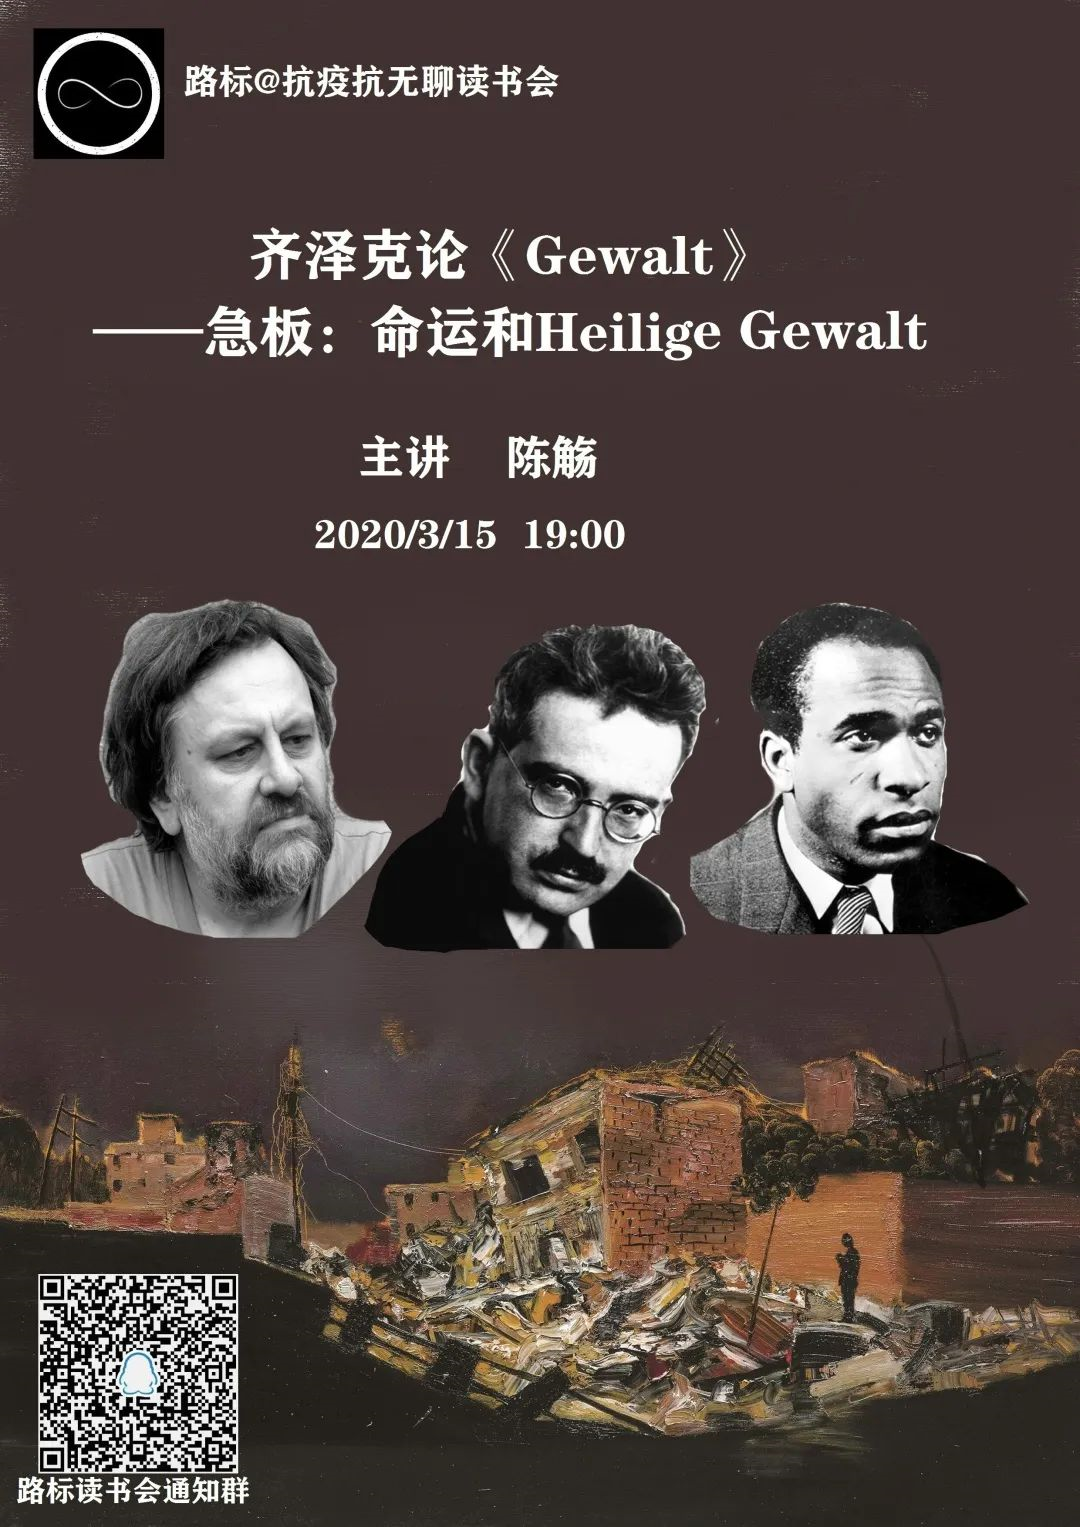 路标@抗疫抗无聊读书会
齐泽克论《Gewalt》
——急板：命运和Heilige Gewalt
主讲 陈觞
2020/3/15 19:00
路标读书会通知群